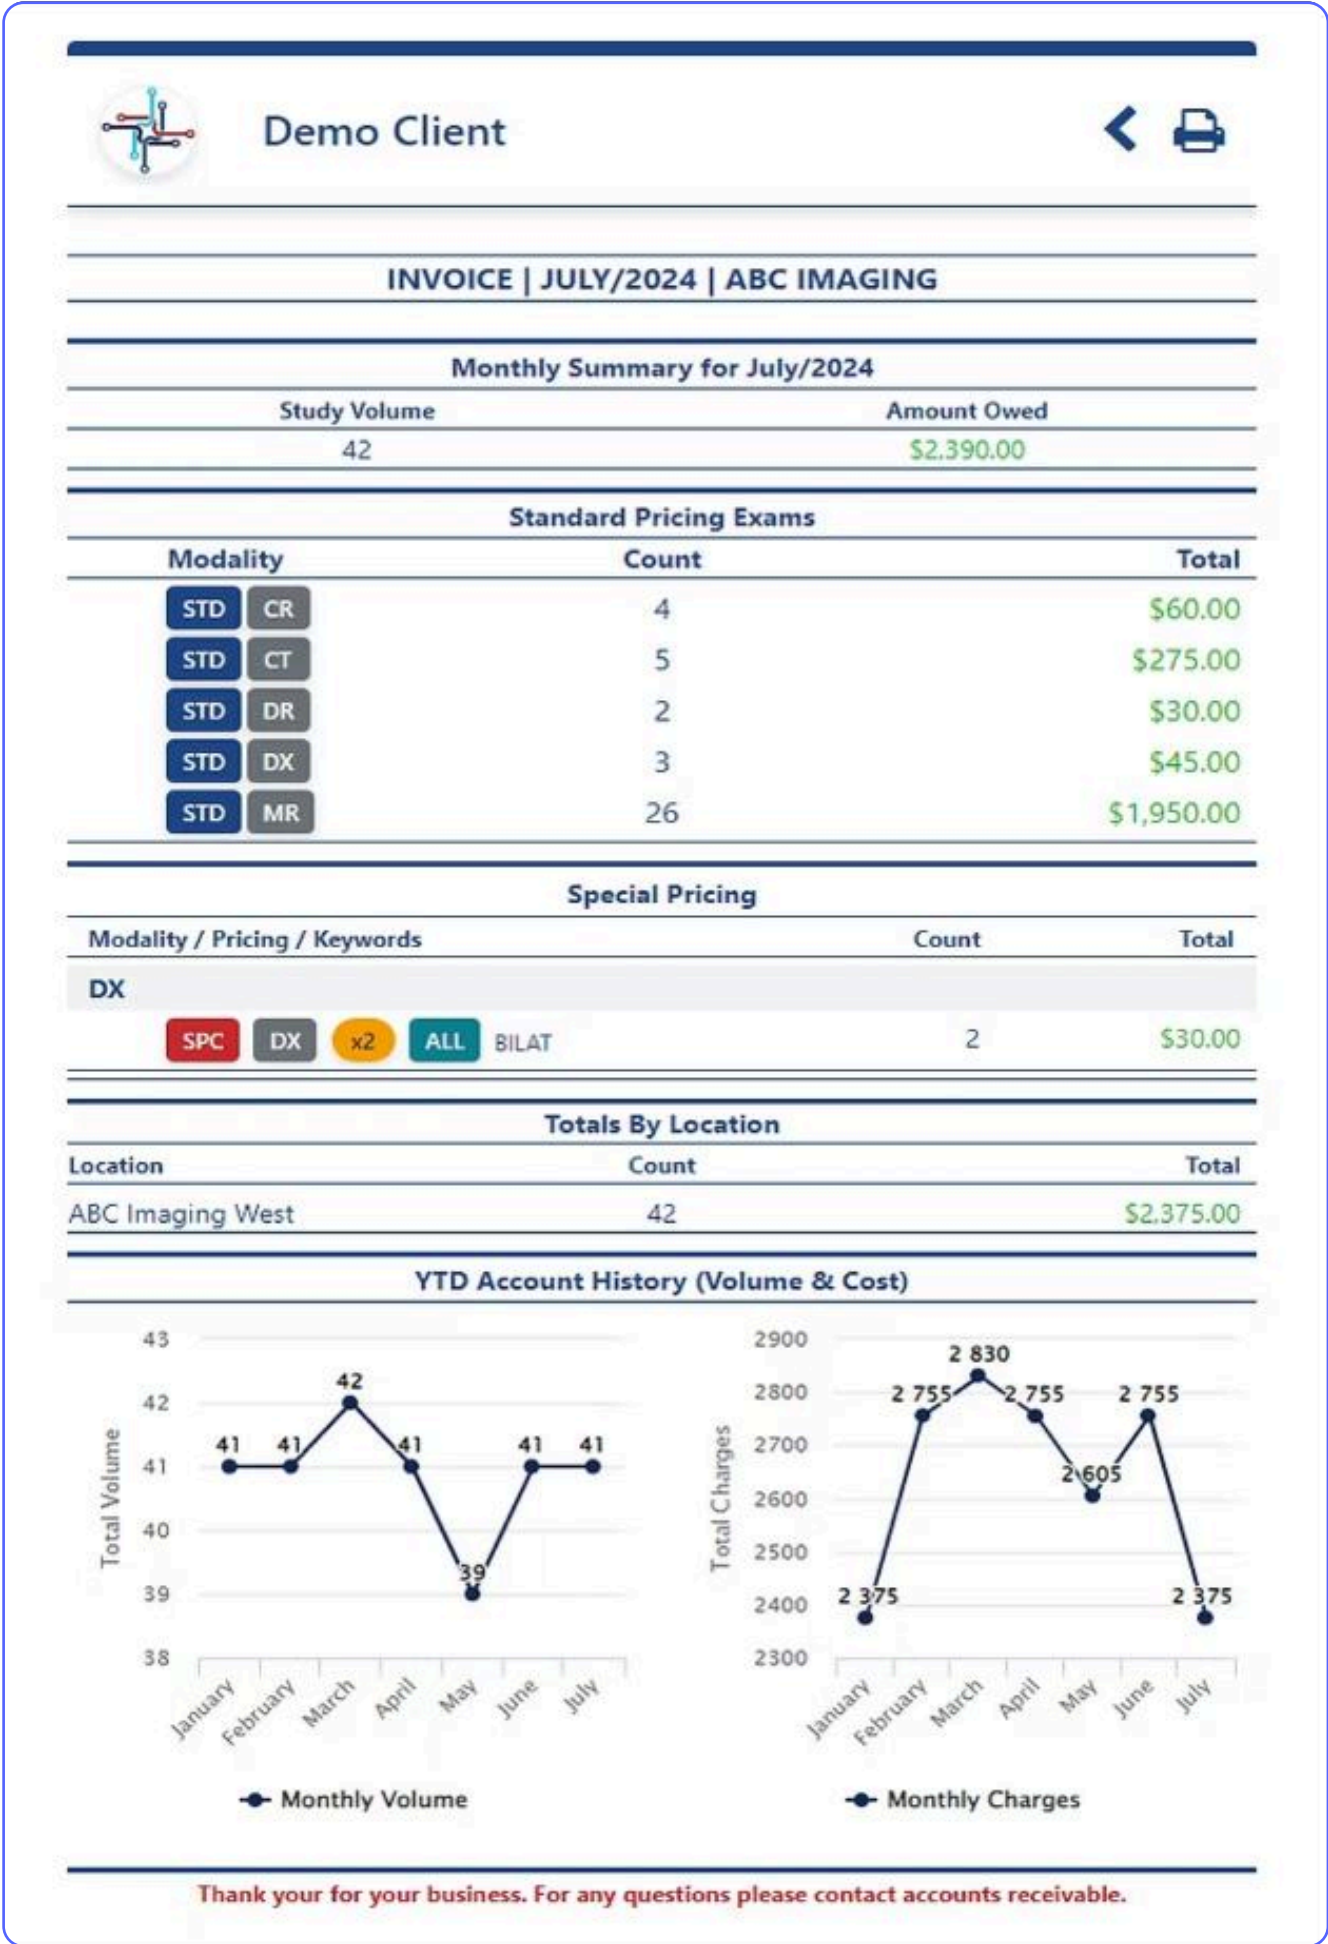 Demo Client
INVOICE | JULY/2024 | ABC IMAGING
Monthly Summary for July/2024
Study Volume Amount Owed
42 $2,390.00
Standard Pricing Exams
Modality Count Total
STD CR 4 $60.00
STD CT 5 $275.00
STD DR 2 $30.00
STD DX 3 $45.00
STD MR 26 $1,950.00
Special Pricing
Modality / Pricing / Keywords Count Total
DX
SPC DX x2 ALL BILAT 2 $30.00
Totals By Location
Location Count Total
ABC Imaging West 42 $2,375.00
YTD Account History (Volume & Cost)
Total Volume
43
42
41
40
39
38
41 41 42 41 39 41 41
January February March April May June July
Monthly Volume
Total Charges
2900
2800
2700
2600
2500
2400
2300
2 375 2 755 2 830 2 755 2 605 2 755 2 375
January February March April May June July
Monthly Charges
Thank your for your business. For any questions please contact accounts receivable.